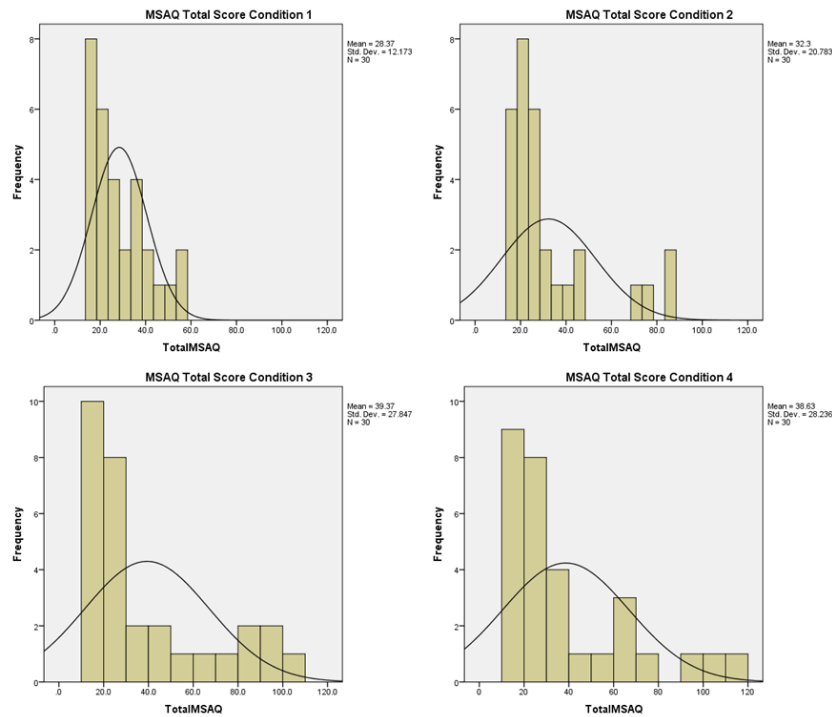 MSAQ Total Score Condition 1
Mean = 28.37
Std. Dev. = 12.173
N = 30
8
6
4
2
0
Frequency
.0 20.0 40.0 60.0 80.0 100.0 120.0
TotalMSAQ
MSAQ Total Score Condition 2
Mean = 32.3
Std. Dev. = 20.783
N = 30
8
6
4
2
0
Frequency
.0 20.0 40.0 60.0 80.0 100.0 120.0
TotalMSAQ
MSAQ Total Score Condition 3
Mean = 39.37
Std. Dev. = 27.847
N = 30
10
8
6
4
2
0
Frequency
.0 20.0 40.0 60.0 80.0 100.0 120.0
TotalMSAQ
MSAQ Total Score Condition 4
Mean = 38.63
Std. Dev. = 28.236
N = 30
10
8
6
4
2
0
Frequency
0 20 40 60 80 100 120
TotalMSAQ